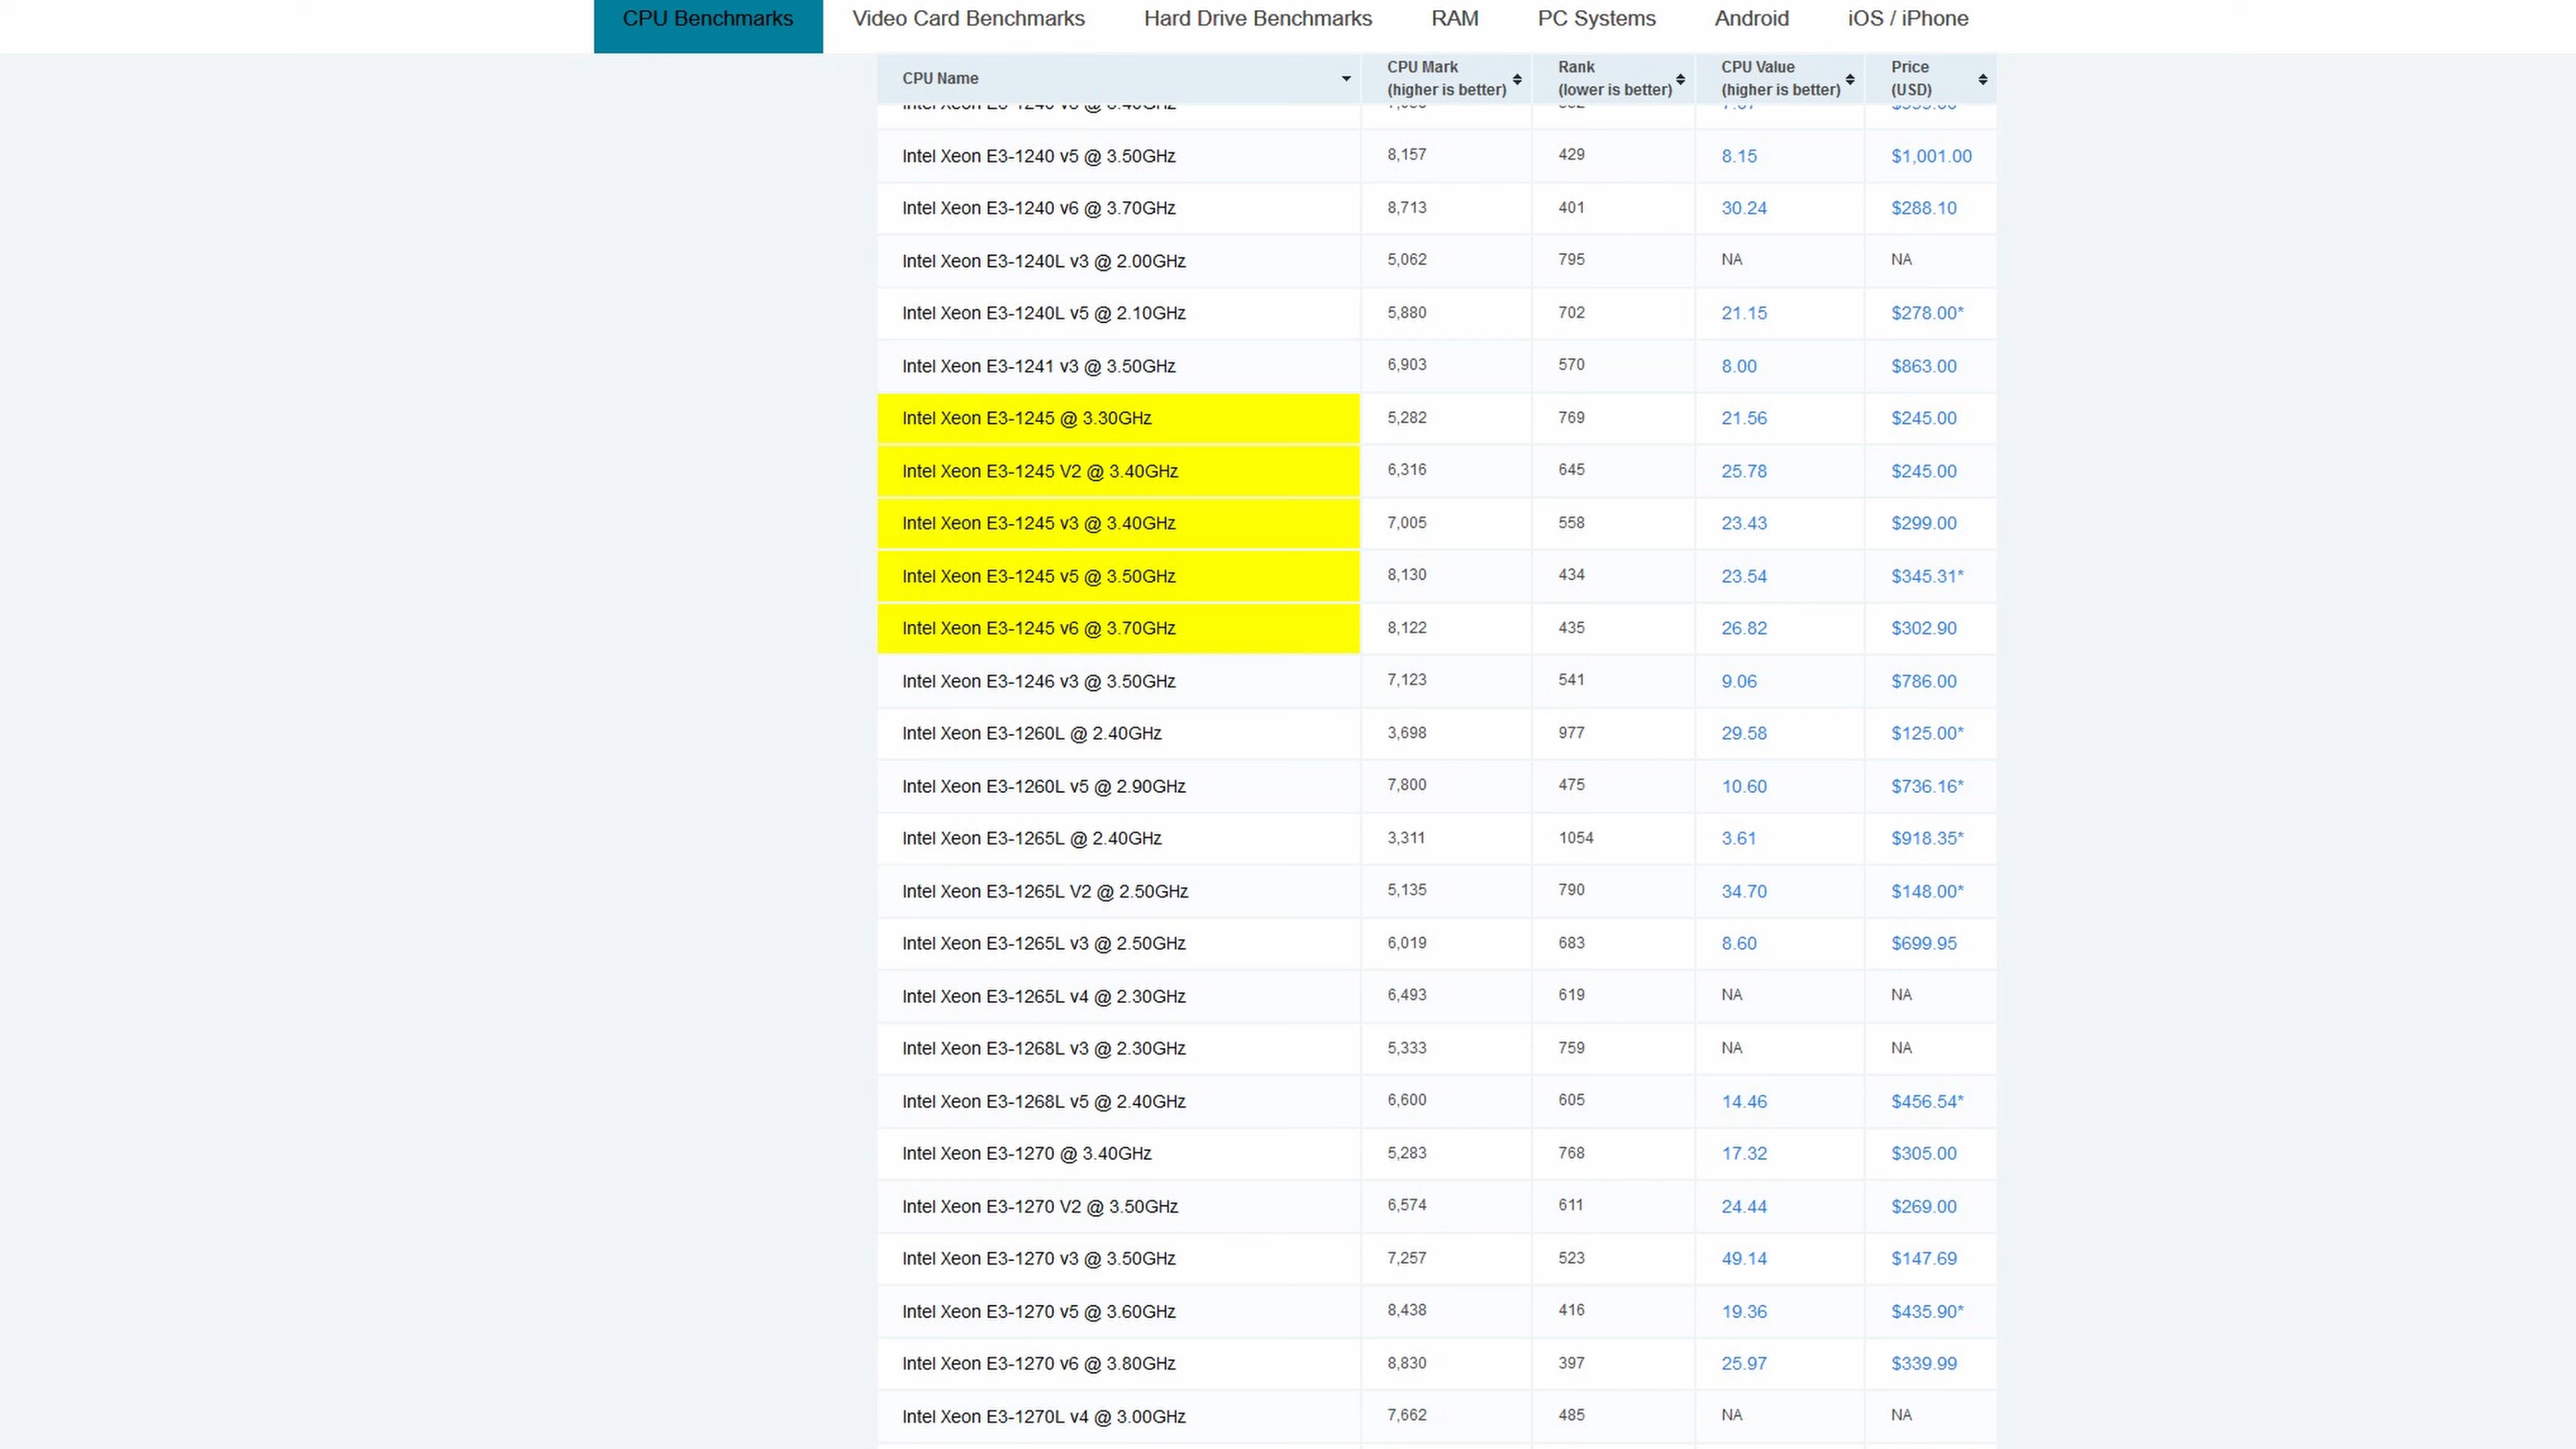 CPU Benchmarks Video Card Benchmarks Hard Drive Benchmarks RAM PC Systems Android iOS / iPhone
CPU Name CPU Mark (higher is better) Rank (lower is better) CPU Value (higher is better) Price (USD)
Intel Xeon E3-1240 v5 @ 3.50GHz 8,157 429 8.15 $1,001.00
Intel Xeon E3-1240 v6 @ 3.70GHz 8,713 401 30.24 $288.10
Intel Xeon E3-1240L v3 @ 2.00GHz 5,062 795 NA NA
Intel Xeon E3-1240L v5 @ 2.10GHz 5,880 702 21.15 $278.00*
Intel Xeon E3-1241 v3 @ 3.50GHz 6,903 570 8.00 $863.00
Intel Xeon E3-1245 @ 3.30GHz 5,282 769 21.56 $245.00
Intel Xeon E3-1245 V2 @ 3.40GHz 6,316 645 25.78 $245.00
Intel Xeon E3-1245 v3 @ 3.40GHz 7,005 558 23.43 $299.00
Intel Xeon E3-1245 v5 @ 3.50GHz 8,130 434 23.54 $345.31*
Intel Xeon E3-1245 v6 @ 3.70GHz 8,122 435 26.82 $302.90
Intel Xeon E3-1246 v3 @ 3.50GHz 7,123 541 9.06 $786.00
Intel Xeon E3-1260L @ 2.40GHz 3,698 977 29.58 $125.00*
Intel Xeon E3-1260L v5 @ 2.90GHz 7,800 475 10.60 $736.16*
Intel Xeon E3-1265L @ 2.40GHz 3,311 1054 3.61 $918.35*
Intel Xeon E3-1265L V2 @ 2.50GHz 5,135 790 34.70 $148.00*
Intel Xeon E3-1265L v3 @ 2.50GHz 6,019 683 8.60 $699.95
Intel Xeon E3-1265L v4 @ 2.30GHz 6,493 619 NA NA
Intel Xeon E3-1268L v3 @ 2.30GHz 5,333 759 NA NA
Intel Xeon E3-1268L v5 @ 2.40GHz 6,600 605 14.46 $456.54*
Intel Xeon E3-1270 @ 3.40GHz 5,283 768 17.32 $305.00
Intel Xeon E3-1270 V2 @ 3.50GHz 6,574 611 24.44 $269.00
Intel Xeon E3-1270 v3 @ 3.50GHz 7,257 523 49.14 $147.69
Intel Xeon E3-1270 v5 @ 3.60GHz 8,438 416 19.36 $435.90*
Intel Xeon E3-1270 v6 @ 3.80GHz 8,830 397 25.97 $339.99
Intel Xeon E3-1270L v4 @ 3.00GHz 7,662 485 NA NA